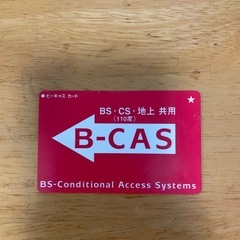 ●ビーキャス カード
BS・CS・地上 共用
(110度)
B-CAS
BS-Conditional Access Systems